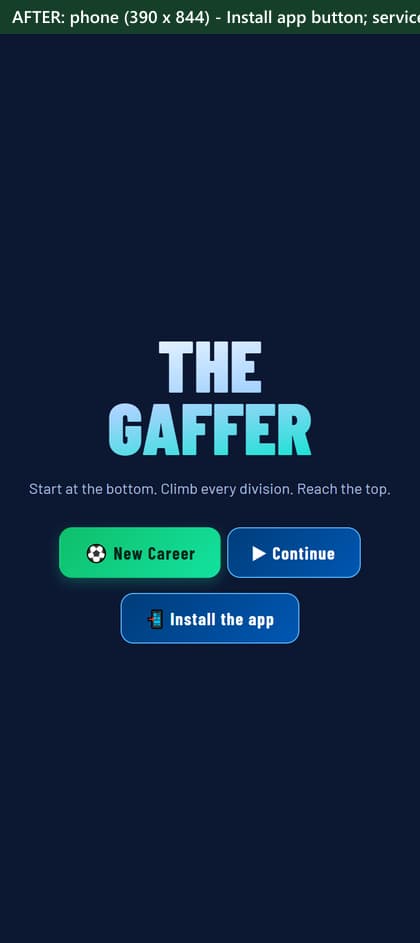 AFTER: phone (390 x 844) - Install app button; service
THE
GAFFER
Start at the bottom. Climb every division. Reach the top.
New Career
Continue
Install the app